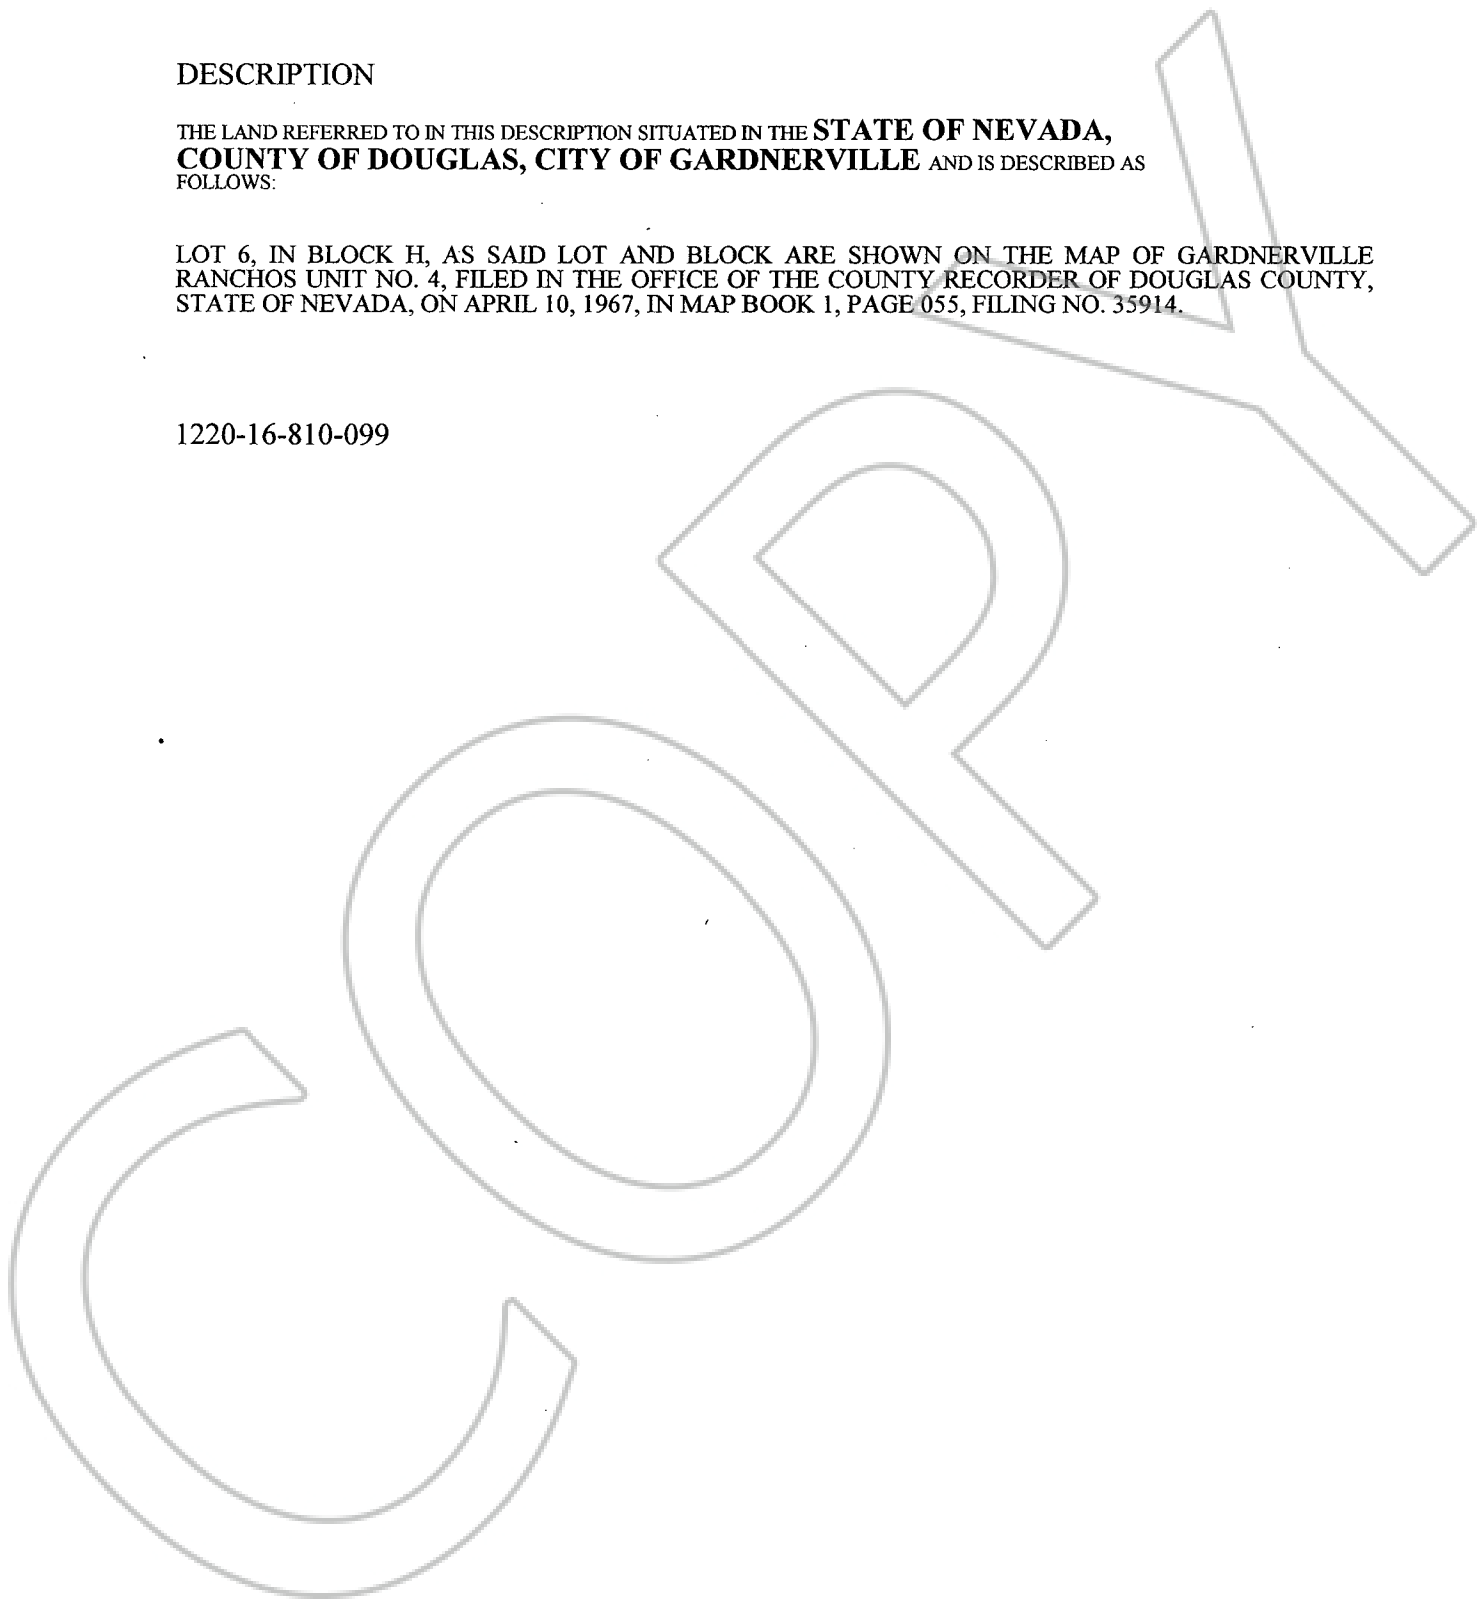 DESCRIPTION
THE LAND REFERRED TO IN THIS DESCRIPTION SITUATED IN THE STATE OF NEVADA,
COUNTY OF DOUGLAS, CITY OF GARDNERVILLE AND IS DESCRIBED AS
FOLLOWS:
LOT 6, IN BLOCK H, AS SAID LOT AND BLOCK ARE SHOWN ON THE MAP OF GARDNERVILLE
RANCHOS UNIT NO. 4, FILED IN THE OFFICE OF THE COUNTY RECORDER OF DOUGLAS COUNTY,
STATE OF NEVADA, ON APRIL 10, 1967, IN MAP BOOK 1, PAGE 055, FILING NO. 35914.
1220-16-810-099
COPY